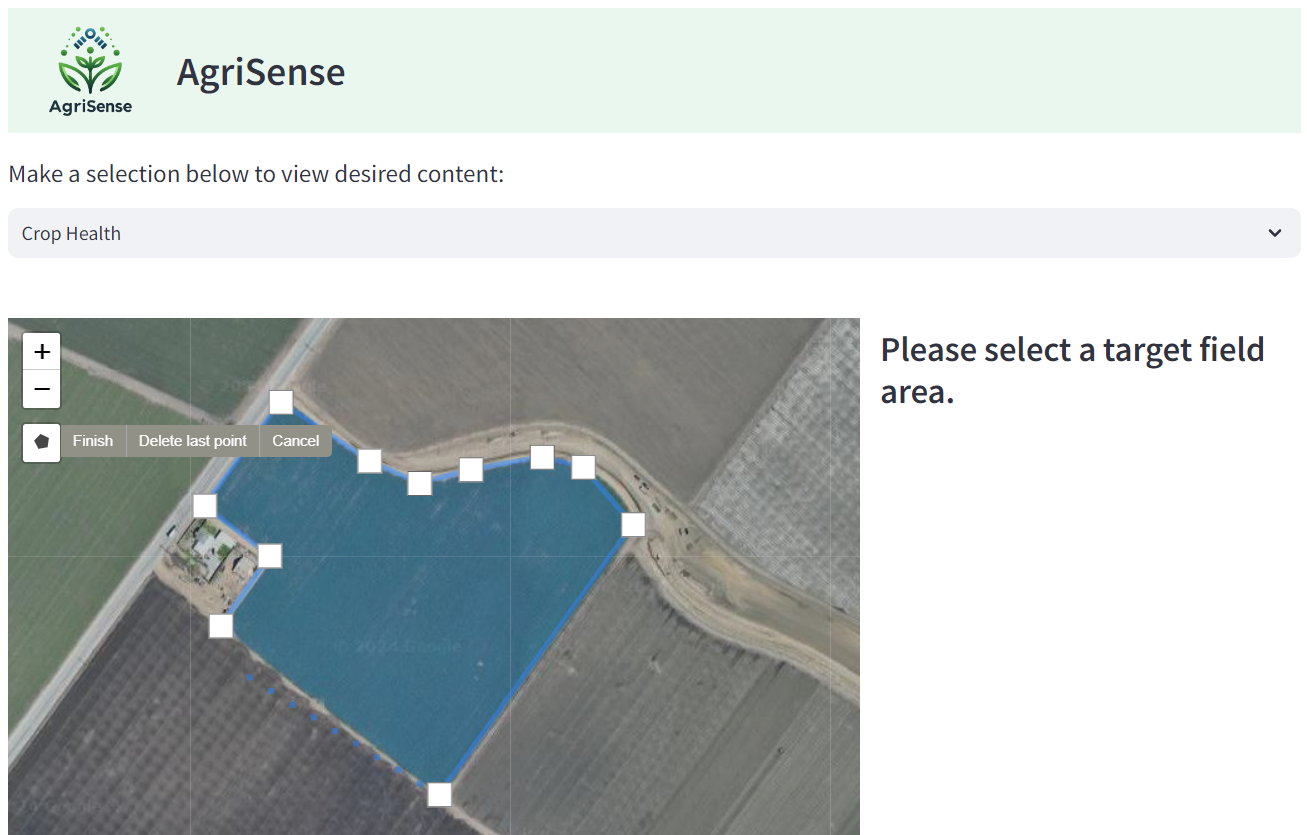 AgriSense
AgriSense
Make a selection below to view desired content:
Crop Health
+
−
Finish Delete last point Cancel
Please select a target field
area.
© 2024 Google